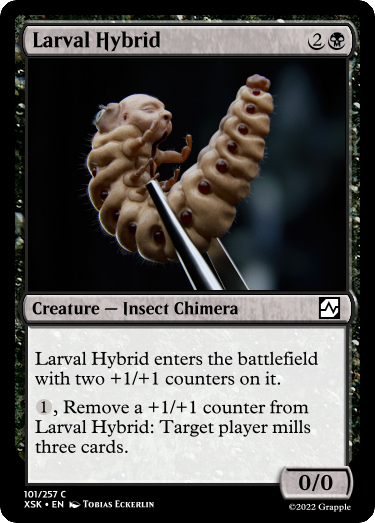 Larval Hybrid 2
Creature — Insect Chimera
Larval Hybrid enters the battlefield
with two +1/+1 counters on it.
1, Remove a +1/+1 counter from
Larval Hybrid: Target player mills
three cards.
0/0
101/257 C
XSK • EN Tobias Eckerlin
©2022 Grapple